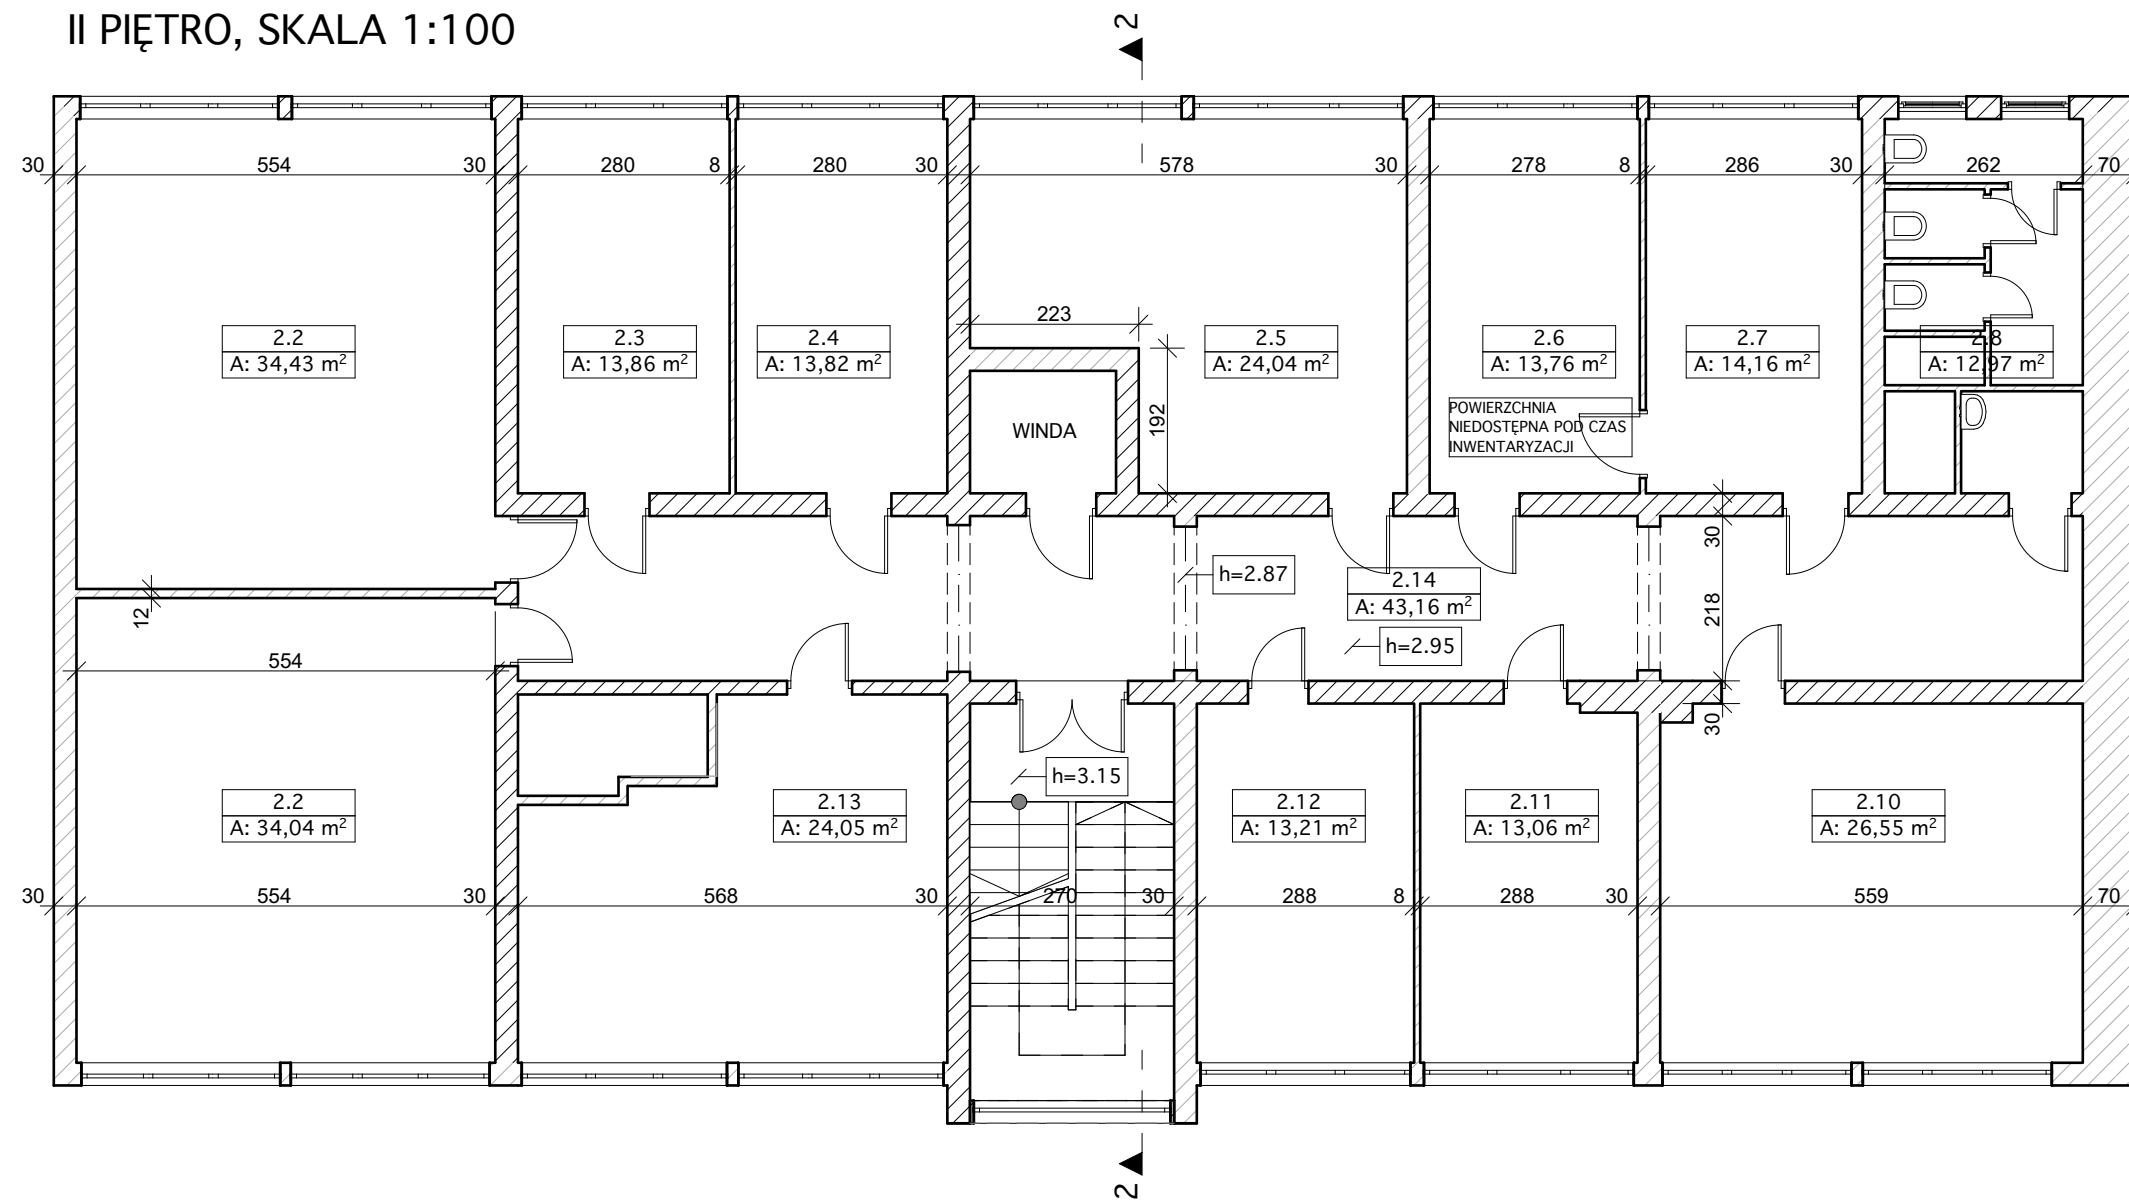 II PIĘTRO, SKALA 1:100
2
30 554 30 280 8 280 30 578 30 278 8 286 30 262 70
223
192
2.2
A: 34,43 m²
2.3
A: 13,86 m²
2.4
A: 13,82 m²
2.5
A: 24,04 m²
2.6
A: 13,76 m²
2.7
A: 14,16 m²
2.8
A: 12,97 m²
WINDA
POWIERZCHNIA
NIEDOSTĘPNA POD CZAS
INWENTARYZACJI
30
h=2.87
2.14
A: 43,16 m²
218
12
h=2.95
554
30
h=3.15
2.2
A: 34,04 m²
2.13
A: 24,05 m²
2.12
A: 13,21 m²
2.11
A: 13,06 m²
2.10
A: 26,55 m²
30 554 30 568 30 270 30 288 8 288 30 559 70
2